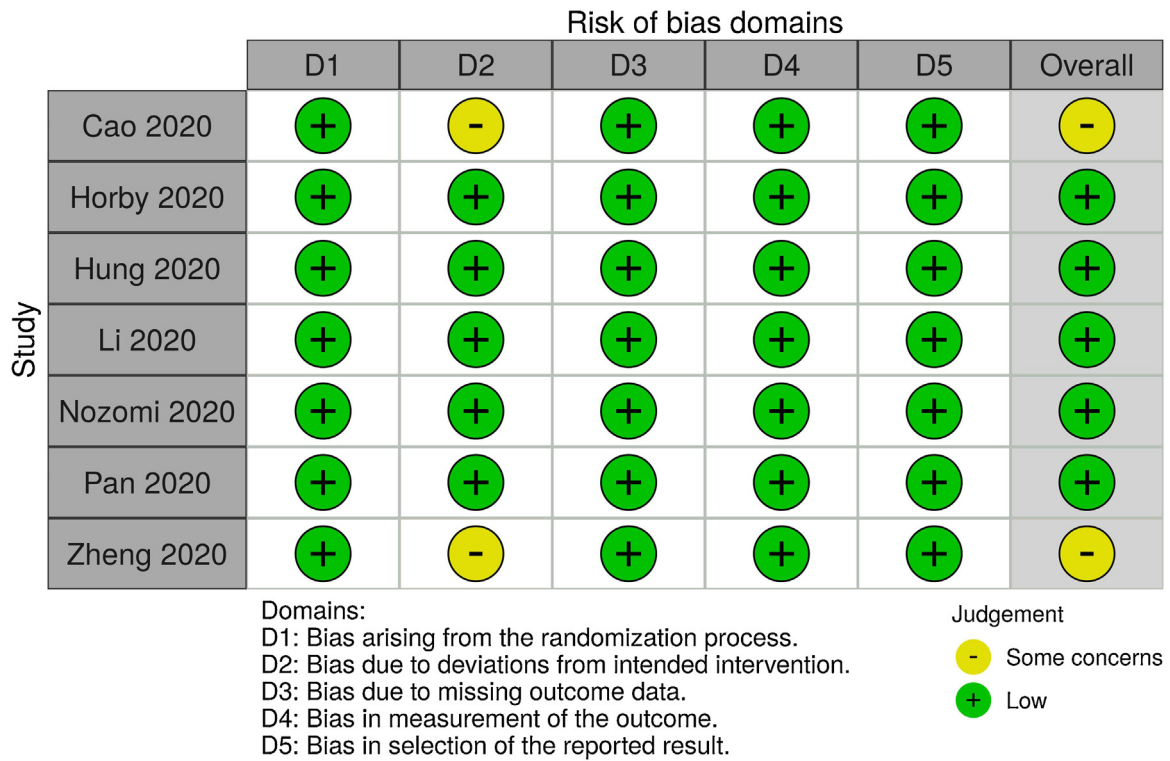 Risk of bias domains
D1 D2 D3 D4 D5 Overall
Study
Cao 2020 + - + + + -
Horby 2020 + + + + + +
Hung 2020 + + + + + +
Li 2020 + + + + + +
Nozomi 2020 + + + + + +
Pan 2020 + + + + + +
Zheng 2020 + - + + + -
Domains:
D1: Bias arising from the randomization process.
D2: Bias due to deviations from intended intervention.
D3: Bias due to missing outcome data.
D4: Bias in measurement of the outcome.
D5: Bias in selection of the reported result.
Judgement
- Some concerns
+ Low